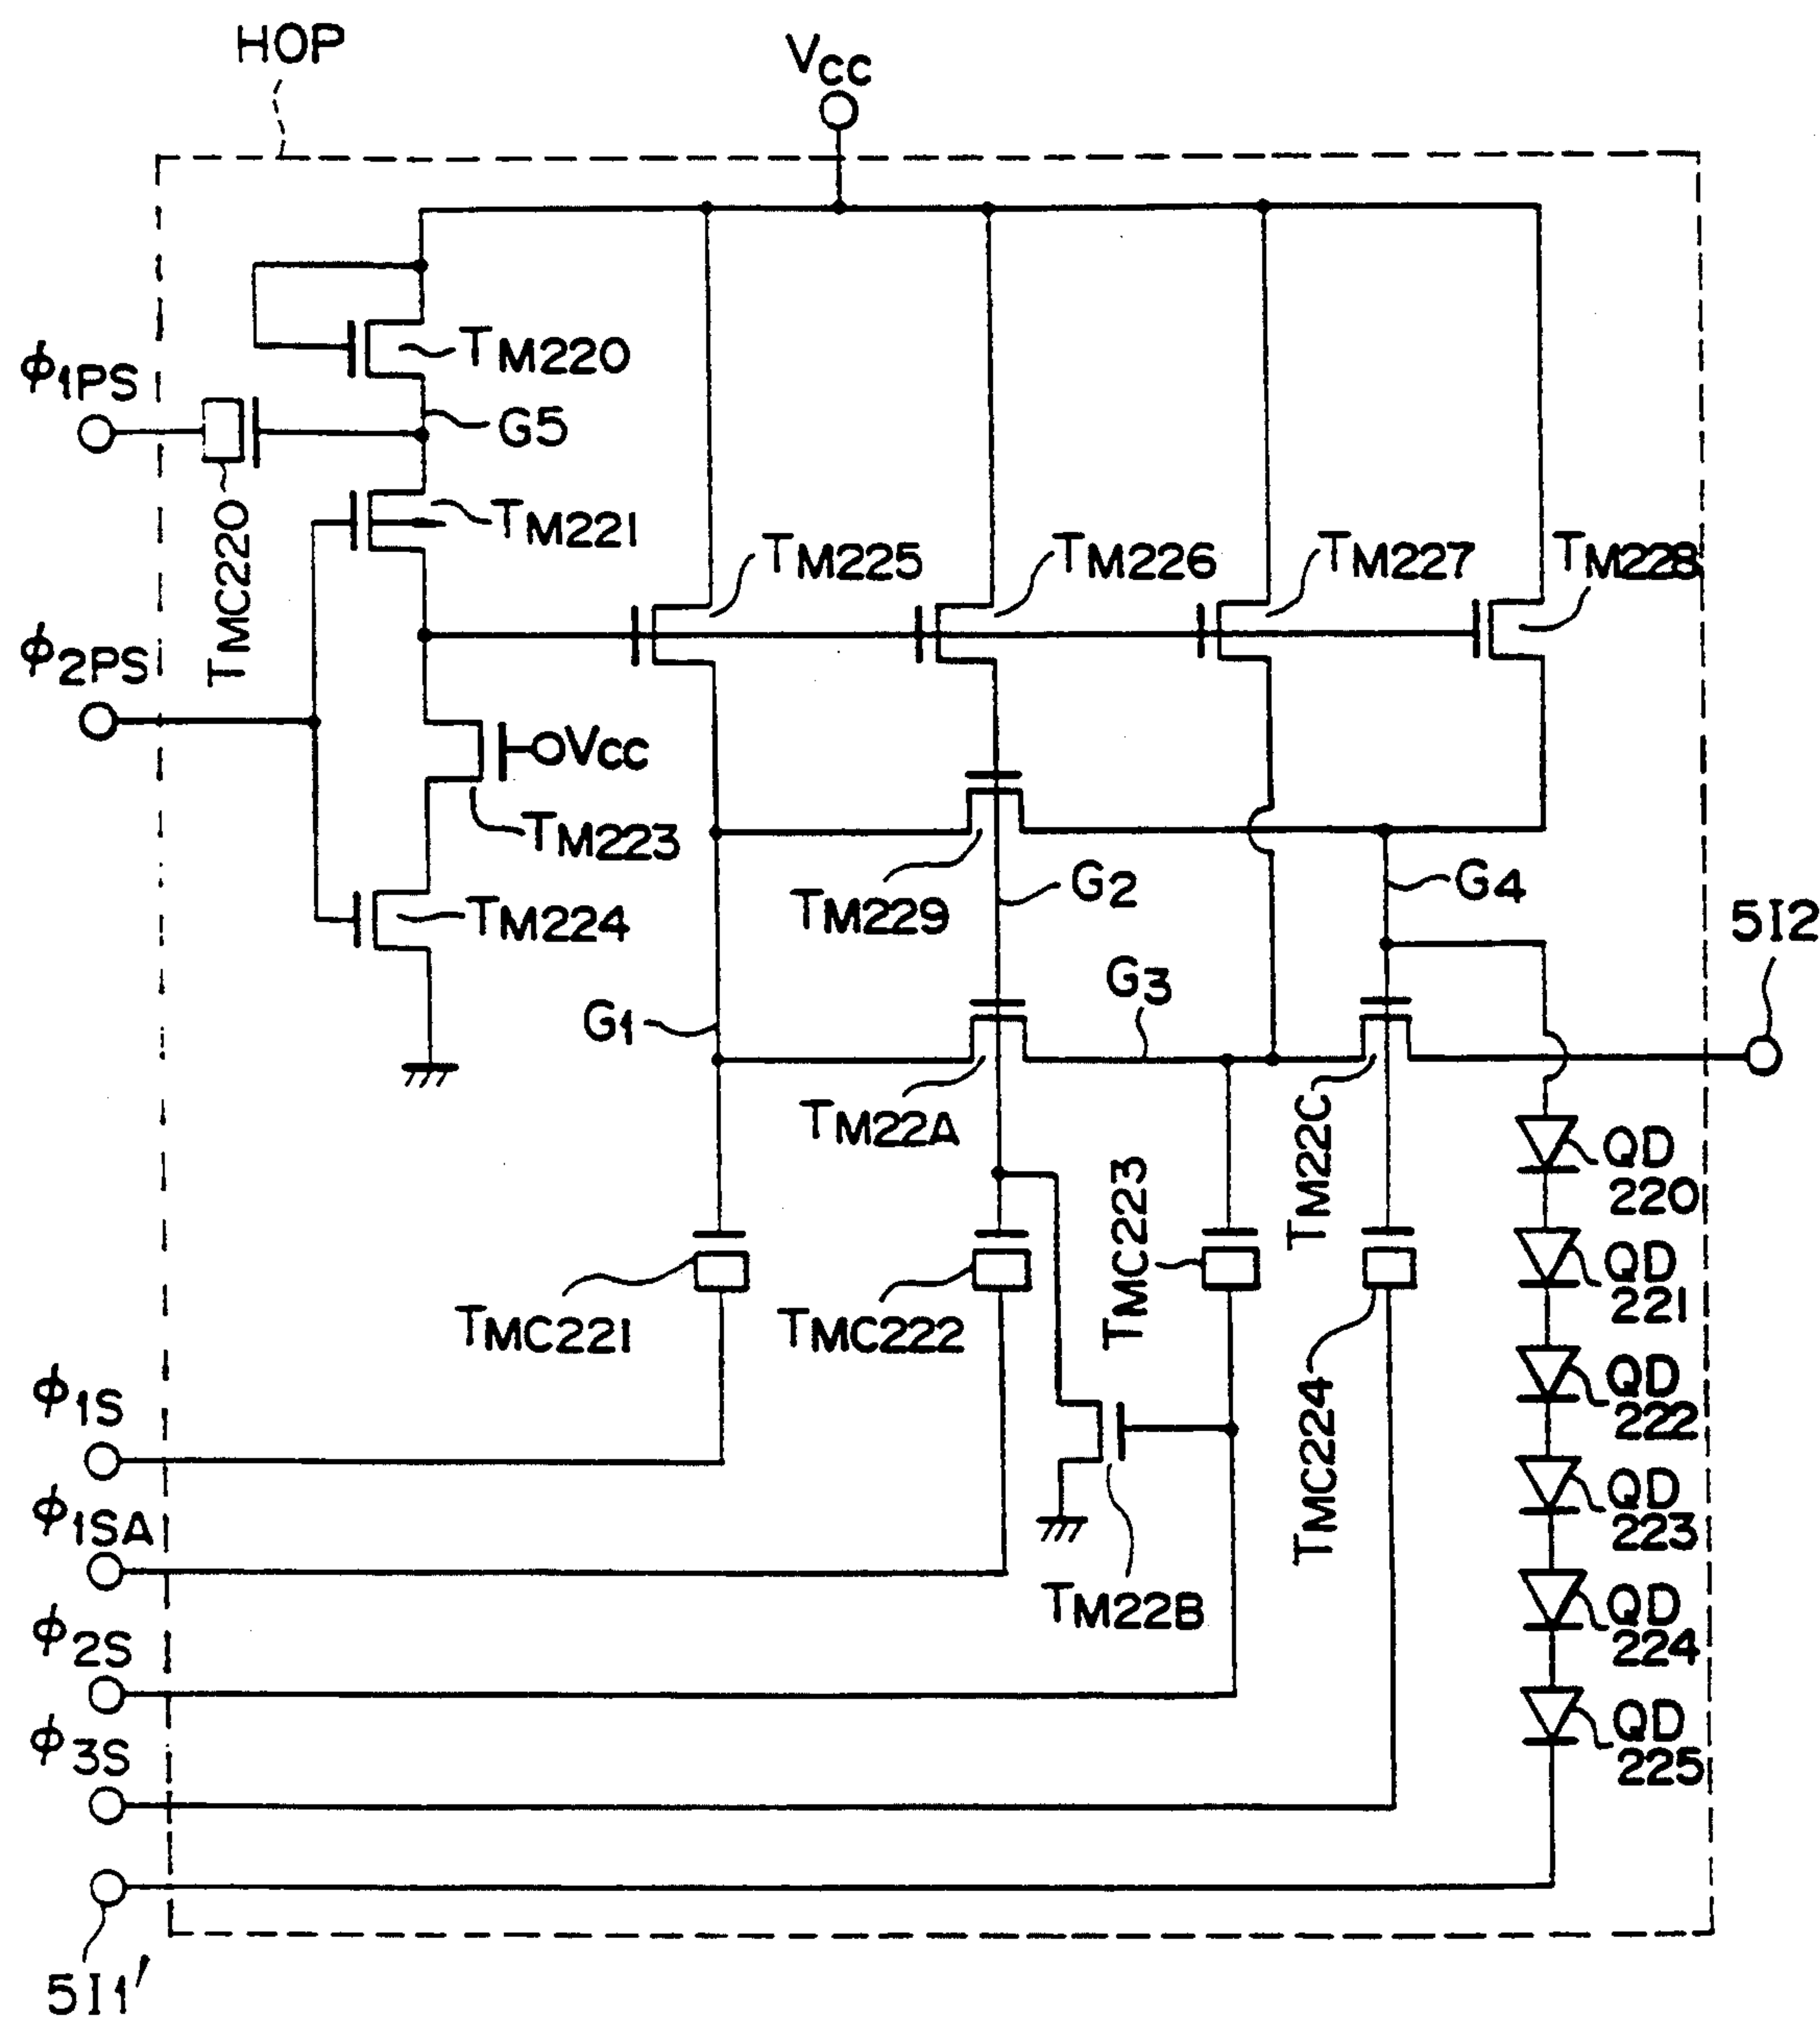 HOP
VCC
TM220
ϕ1PS
G5
TMC220
TM221
TM225
TM226
TM227
TM228
ϕ2PS
VCC
TM223
TM229
G2
G4
TM224
512
G1
G3
TM22A
TM22C
QD
220
TMC223
QD
221
TMC221
TMC222
QD
222
ϕ1S
TMC224
QD
223
ϕ1SA
TM22B
QD
224
ϕ2S
QD
225
ϕ3S
511′